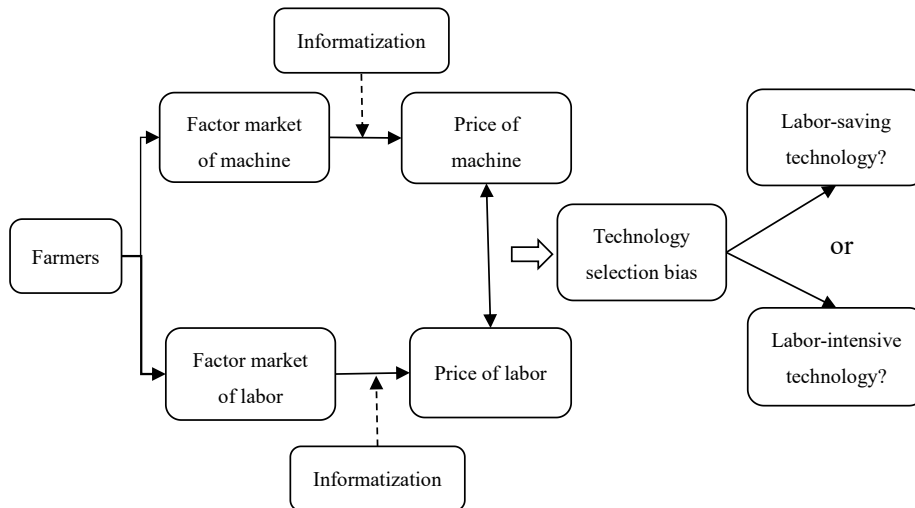 Informatization
Factor market
of machine
Price of
machine
Labor-saving
technology?
Farmers
Technology
selection bias
or
Factor market
of labor
Price of labor
Labor-intensive
technology?
Informatization